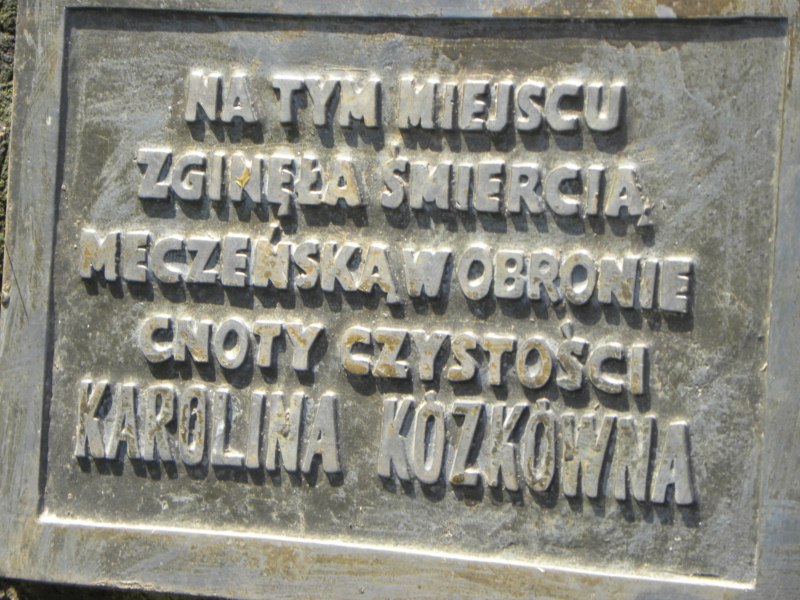 NA TYM MIEJSCU
ZGINĘŁA ŚMIERCIĄ
MĘCZEŃSKĄ W OBRONIE
CNOTY CZYSTOŚCI
KAROLINA KÓZKÓWNA